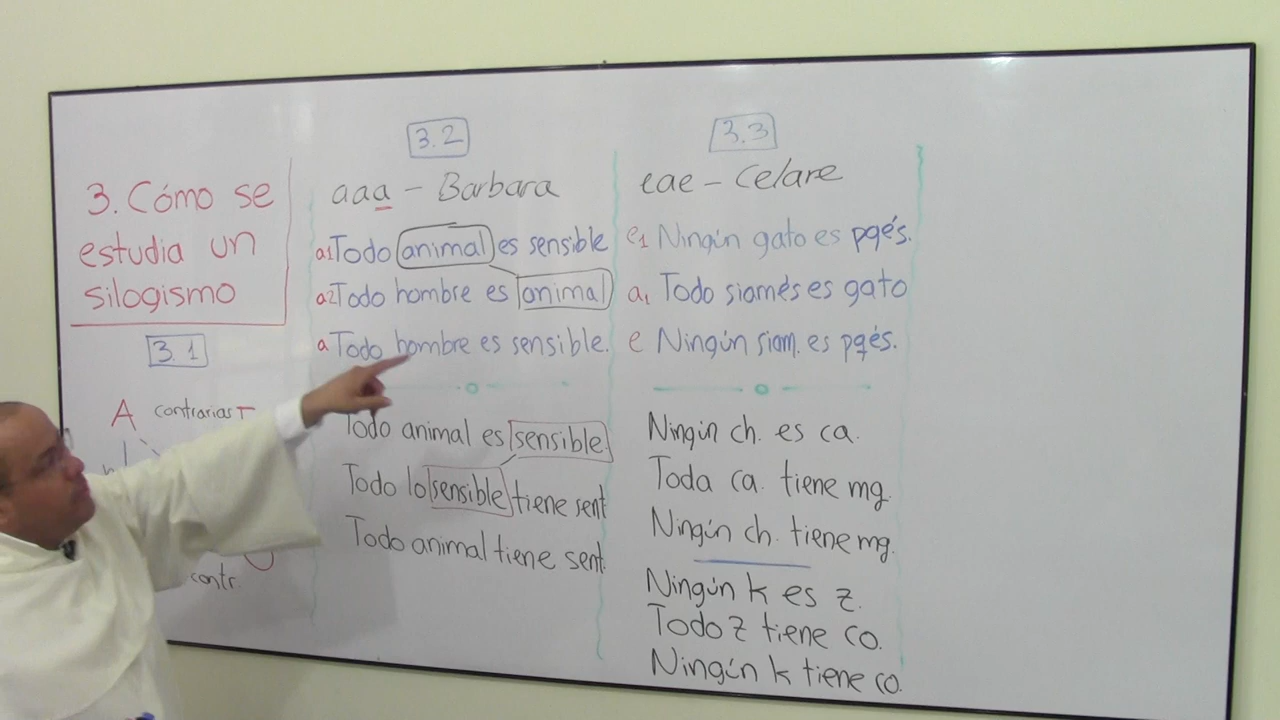 3. Cómo se
estudia un
silogismo
3.1
A contrarias
contr.
3.2
aaa - Barbara
a1 Todo animal es sensible
a2 Todo hombre es animal
a Todo hombre es sensible.
Todo animal es sensible.
Todo lo sensible tiene sent
Todo animal tiene sent.
3.3
eae - Celare
e1 Ningún gato es pqés.
a1 Todo siamés es gato
e Ningún siam. es pqés.
Ningún ch. es ca.
Toda ca. tiene mg.
Ningún ch. tiene mg.
Ningún k es z.
Todo z tiene co.
Ningún k tiene co.